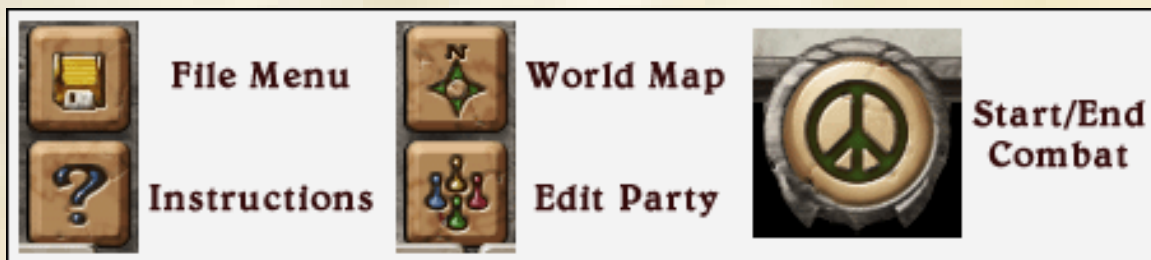 File Menu
World Map
Start/End
Combat
Instructions
Edit Party
N